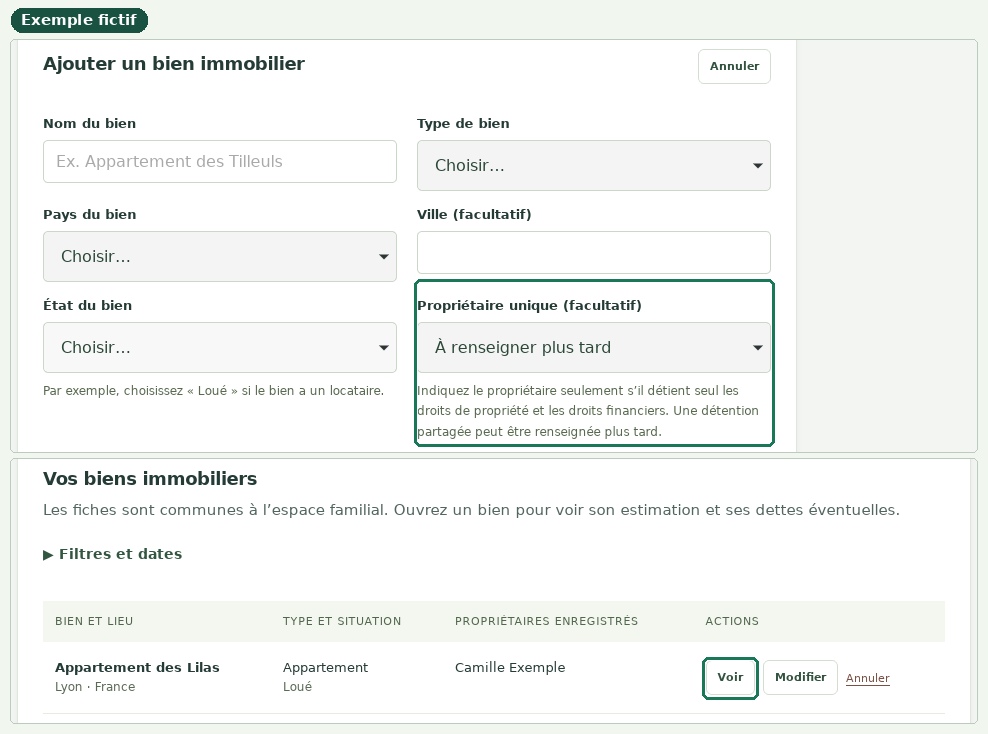 Exemple fictif
Ajouter un bien immobilier
Annuler
Nom du bien
Type de bien
Ex. Appartement des Tilleuls
Choisir…
Pays du bien
Ville (facultatif)
Choisir…
État du bien
Propriétaire unique (facultatif)
Choisir…
À renseigner plus tard
Par exemple, choisissez « Loué » si le bien a un locataire.
Indiquez le propriétaire seulement s’il détient seul les
droits de propriété et les droits financiers. Une détention
partagée peut être renseignée plus tard.
Vos biens immobiliers
Les fiches sont communes à l’espace familial. Ouvrez un bien pour voir son estimation et ses dettes éventuelles.
▶ Filtres et dates
BIEN ET LIEU
TYPE ET SITUATION
PROPRIÉTAIRES ENREGISTRÉS
ACTIONS
Appartement des Lilas
Appartement
Camille Exemple
Voir
Modifier
Annuler
Lyon · France
Loué